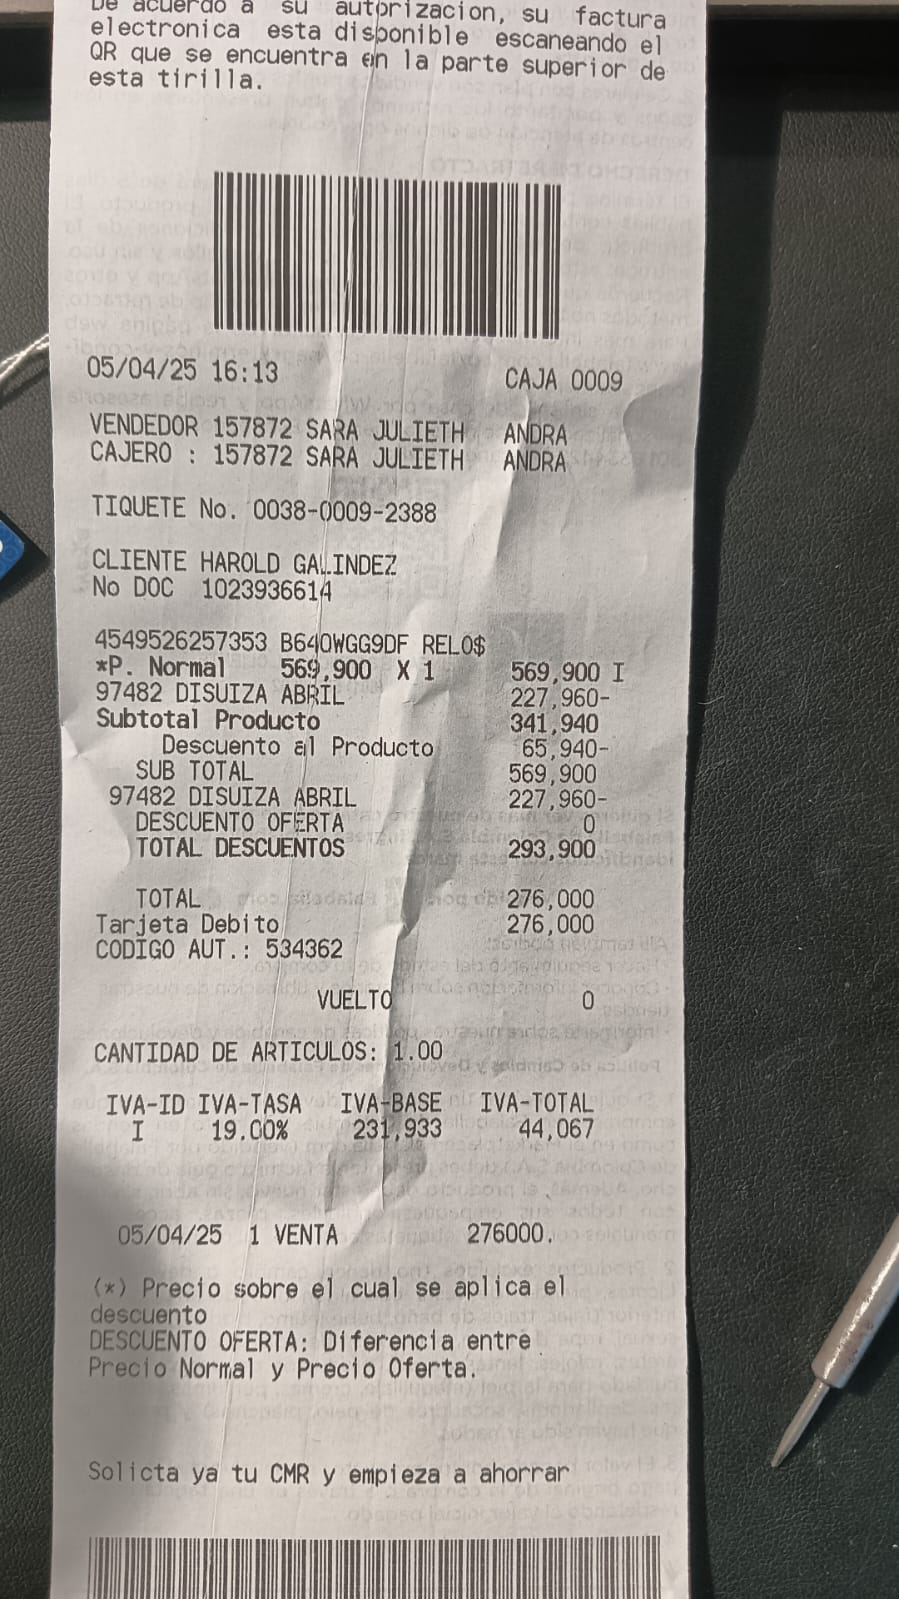 De acuerdo a su autorizacion, su factura
electronica esta disponible escaneando el
QR que se encuentra en la parte superior de
esta tirilla.
05/04/25 16:13 CAJA 0009
VENDEDOR 157872 SARA JULIETH ANDRA
CAJERO : 157872 SARA JULIETH ANDRA
TIQUETE No. 0038-0009-2388
CLIENTE HAROLD GALINDEZ
No DOC 1023936614
4549526257353 B640WGG9DF RELO$
*P. Normal 569,900 X 1 569,900 I
97482 DISUIZA ABRIL 227,960-
Subtotal Producto 341,940
Descuento al Producto 65,940-
SUB TOTAL 569,900
97482 DISUIZA ABRIL 227,960-
DESCUENTO OFERTA 0
TOTAL DESCUENTOS 293,900
TOTAL 276,000
Tarjeta Debito 276,000
CODIGO AUT.: 534362
VUELTO 0
CANTIDAD DE ARTICULOS: 1.00
IVA-ID IVA-TASA IVA-BASE IVA-TOTAL
I 19.00% 231,933 44,067
05/04/25 1 VENTA 276000.
(*) Precio sobre el cual se aplica el
descuento
DESCUENTO OFERTA: Diferencia entre
Precio Normal y Precio Oferta.
Solicta ya tu CMR y empieza a ahorrar